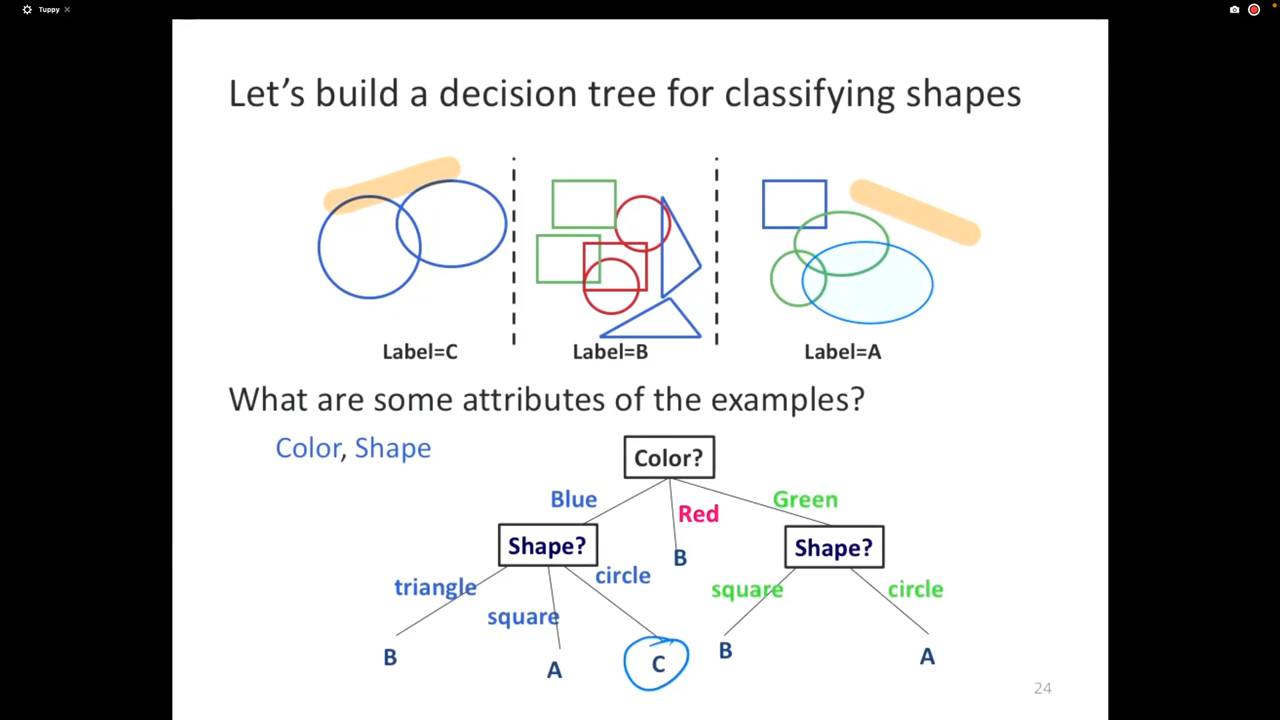 Tuppy
Let's build a decision tree for classifying shapes
Label=C
Label=B
Label=A
What are some attributes of the examples?
Color, Shape
Color?
Blue
Red
Green
Shape?
B
Shape?
triangle
square
circle
square
circle
B
A
C
B
A
24